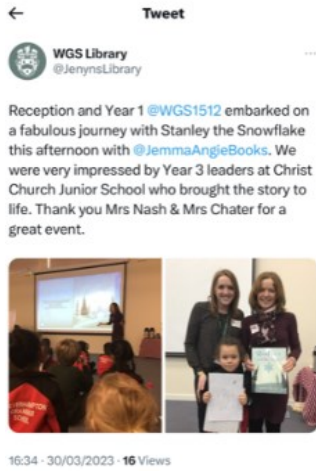 Tweet
WGS Library
@JenynsLibrary
Reception and Year 1 @WGS1512 embarked on
a fabulous journey with Stanley the Snowflake
this afternoon with @JemmaAngieBooks. We
were very impressed by Year 3 leaders at Christ
Church Junior School who brought the story to
life. Thank you Mrs Nash & Mrs Chater for a
great event.
16:34 · 30/03/2023 · 16 Views